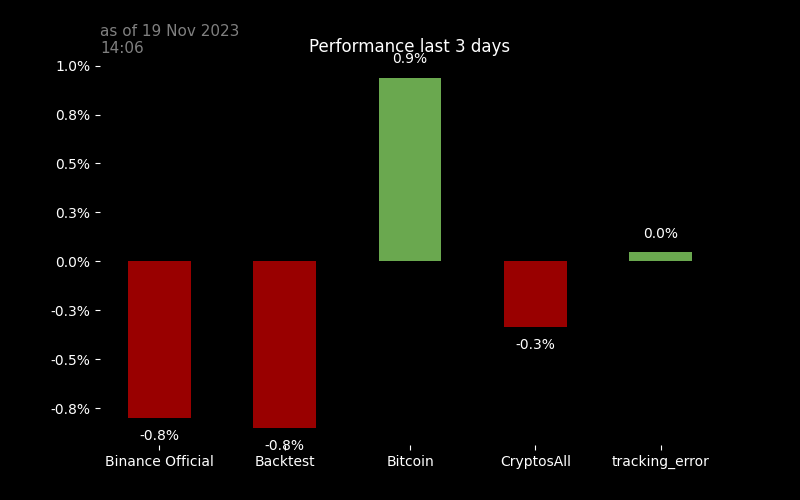 as of 19 Nov 2023
14:06
Performance last 3 days
1.0%
0.8%
0.5%
0.3%
0.0%
-0.3%
-0.5%
-0.8%
-0.8%
-0.8%
0.9%
-0.3%
0.0%
Binance Official
Backtest
Bitcoin
CryptosAll
tracking_error